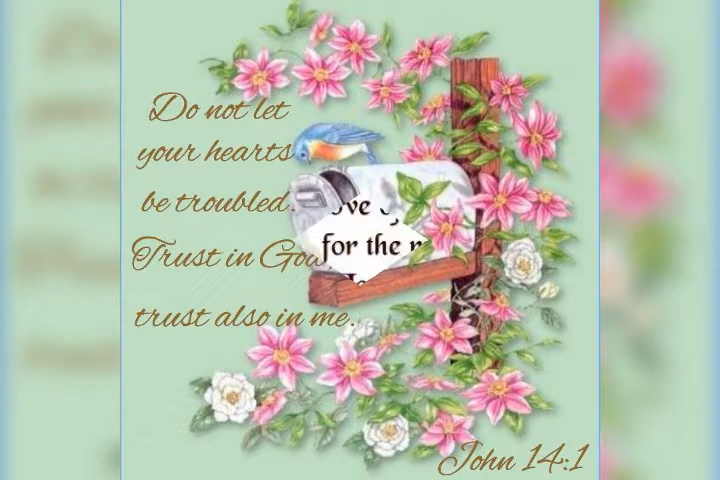 Do not let
your hearts
be troubled.
Trust in God
trust also in me.
for the
John 14:1